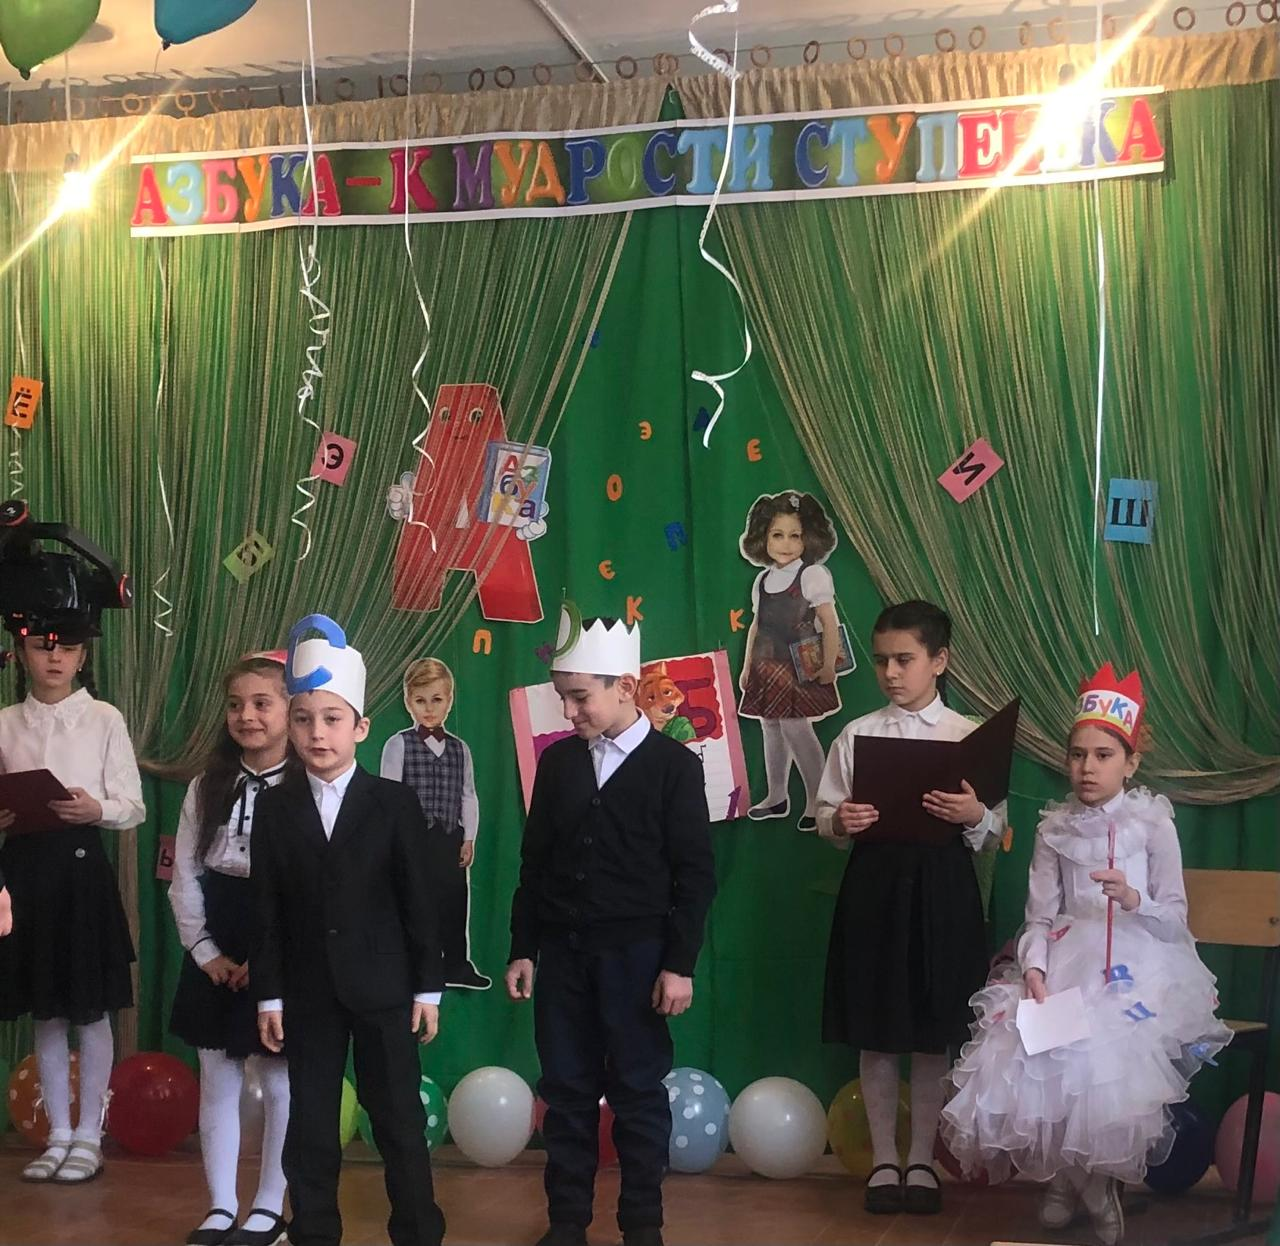 АЗБУКА-К МУДРОСТИ СТУПЕНЬКА
Ё
Э
И
Ш
З
Е
О
П
Е
К
К
П
АЗ
БУ
КА
С
Б
АЗБУКА
Ы